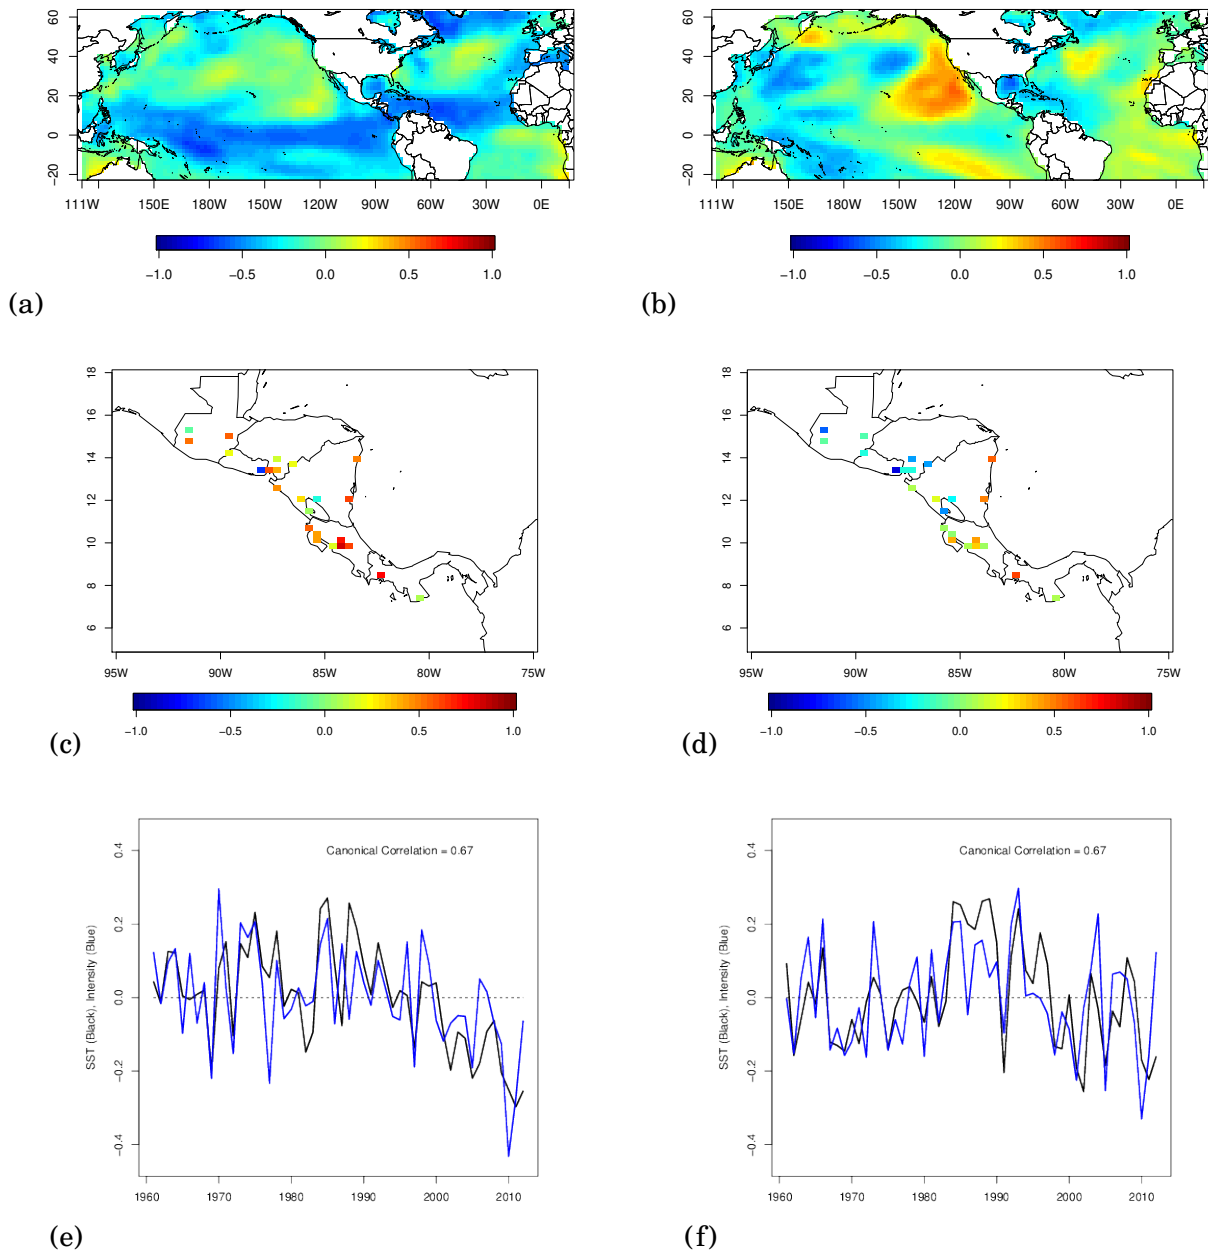 60
40
20
0
−20
111W 150E 180W 150W 120W 90W 60W 30W 0E
−1.0 −0.5 0.0 0.5 1.0
(a)
60
40
20
0
−20
111W 150E 180W 150W 120W 90W 60W 30W 0E
−1.0 −0.5 0.0 0.5 1.0
(b)
18
16
14
12
10
8
6
95W 90W 85W 80W 75W
−1.0 −0.5 0.0 0.5 1.0
(c)
18
16
14
12
10
8
6
95W 90W 85W 80W 75W
−1.0 −0.5 0.0 0.5 1.0
(d)
Canonical Correlation = 0.67
SST (Black), Intensity (Blue)
0.4
0.2
0.0
−0.2
−0.4
1960 1970 1980 1990 2000 2010
(e)
Canonical Correlation = 0.67
SST (Black), Intensity (Blue)
0.4
0.2
0.0
−0.2
−0.4
1960 1970 1980 1990 2000 2010
(f)